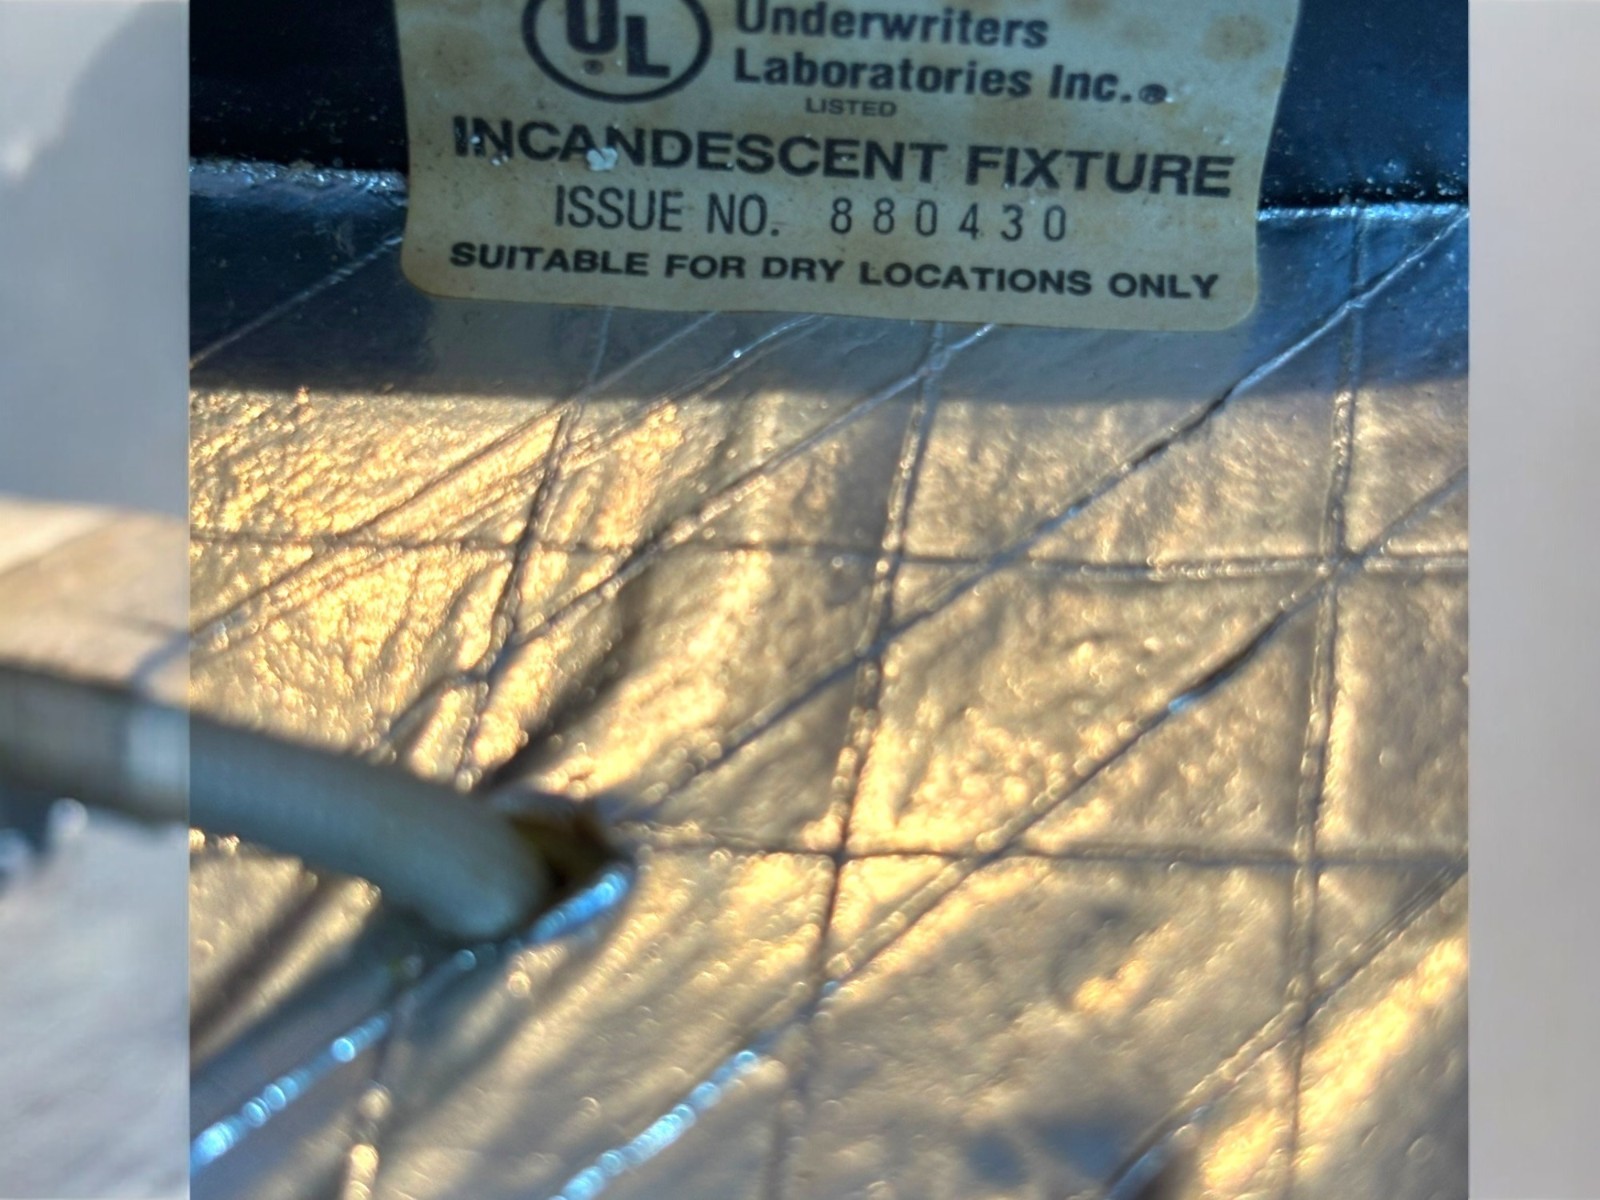 UL®
Underwriters
Laboratories Inc.®
LISTED
INCANDESCENT FIXTURE
ISSUE NO. 880430
SUITABLE FOR DRY LOCATIONS ONLY